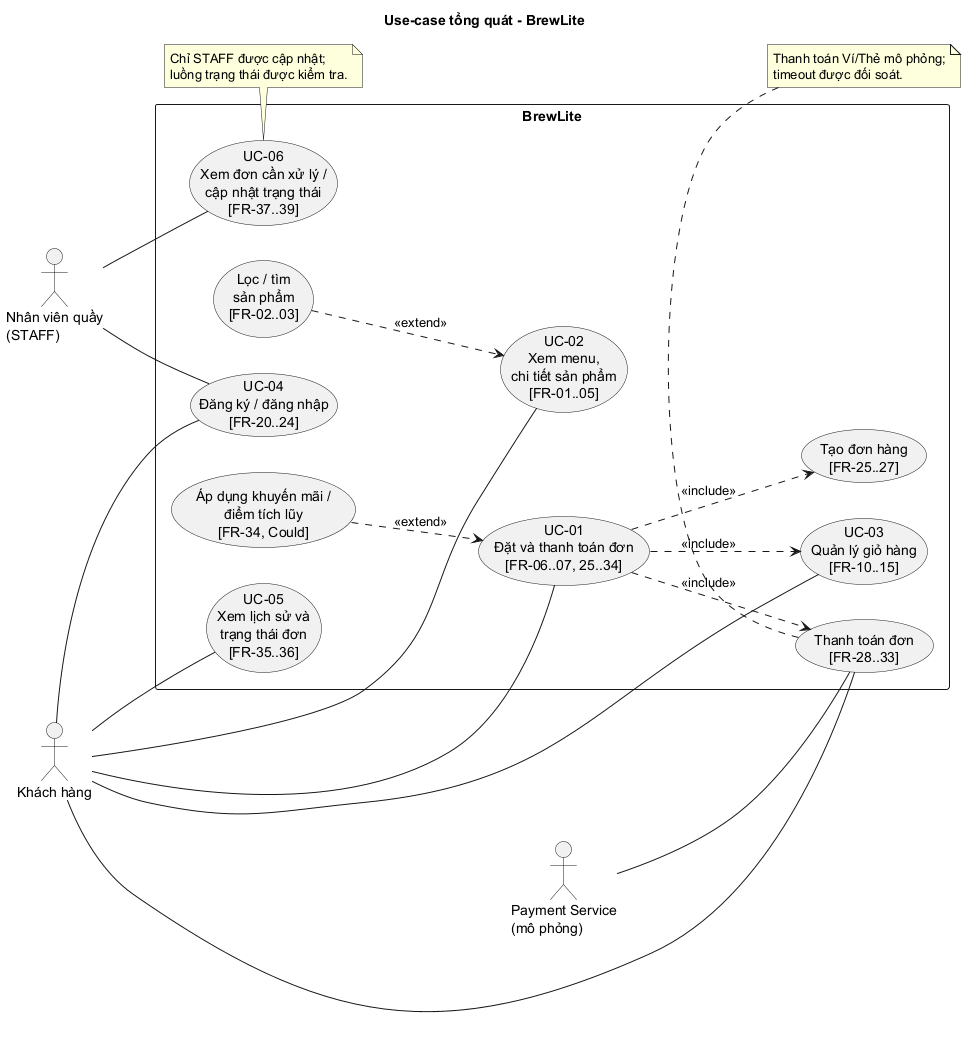 Use-case tổng quát - BrewLite
Chỉ STAFF được cập nhật;
luồng trạng thái được kiểm tra.
Thanh toán Ví/Thẻ mô phỏng;
timeout được đối soát.
BrewLite
UC-06
Xem đơn cần xử lý /
cập nhật trạng thái
[FR-37..39]
Nhân viên quầy
(STAFF)
Lọc / tìm
sản phẩm
[FR-02..03]
«extend»
UC-02
Xem menu,
chi tiết sản phẩm
[FR-01..05]
UC-04
Đăng ký / đăng nhập
[FR-20..24]
Tạo đơn hàng
[FR-25..27]
«include»
Áp dụng khuyến mãi /
điểm tích lũy
[FR-34, Could]
«extend»
UC-01
Đặt và thanh toán đơn
[FR-06..07, 25..34]
«include»
UC-03
Quản lý giỏ hàng
[FR-10..15]
«include»
UC-05
Xem lịch sử và
trạng thái đơn
[FR-35..36]
Thanh toán đơn
[FR-28..33]
Khách hàng
Payment Service
(mô phỏng)